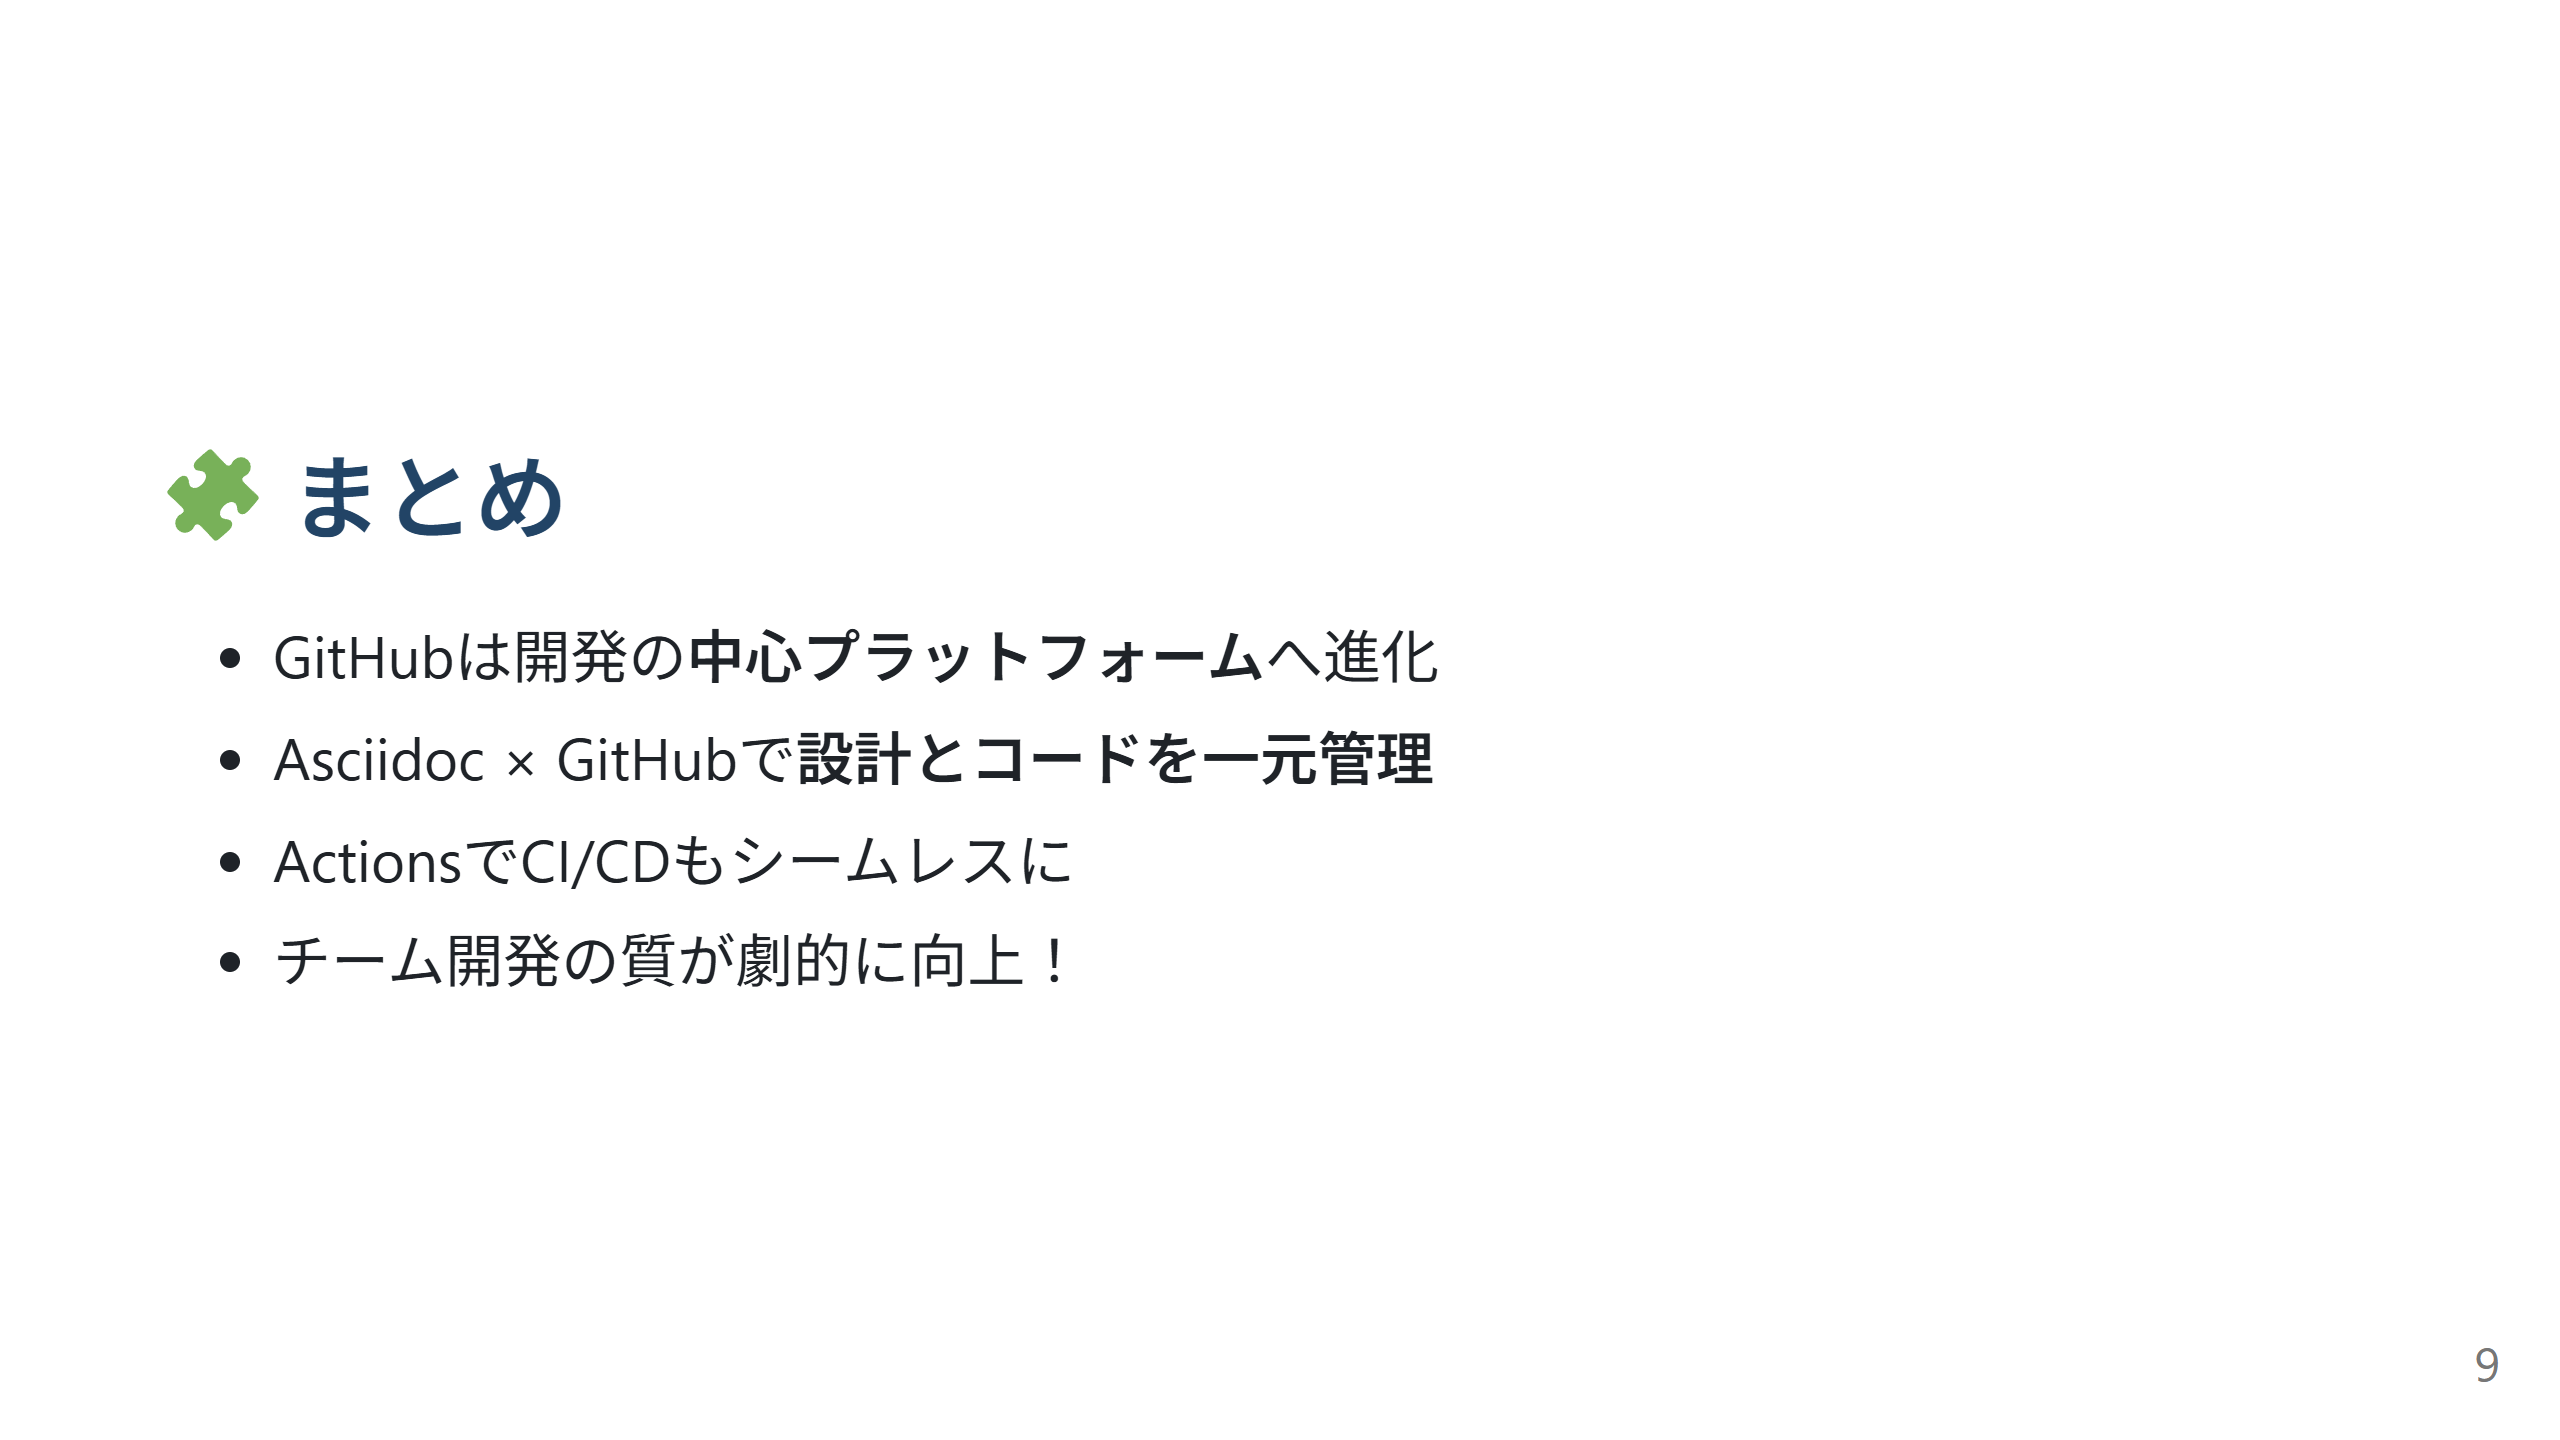 まとめ
• GitHubは開発の中心プラットフォームへ進化
• Asciidoc × GitHubで設計とコードを一元管理
• ActionsでCI/CDもシームレスに
• チーム開発の質が劇的に向上！
9